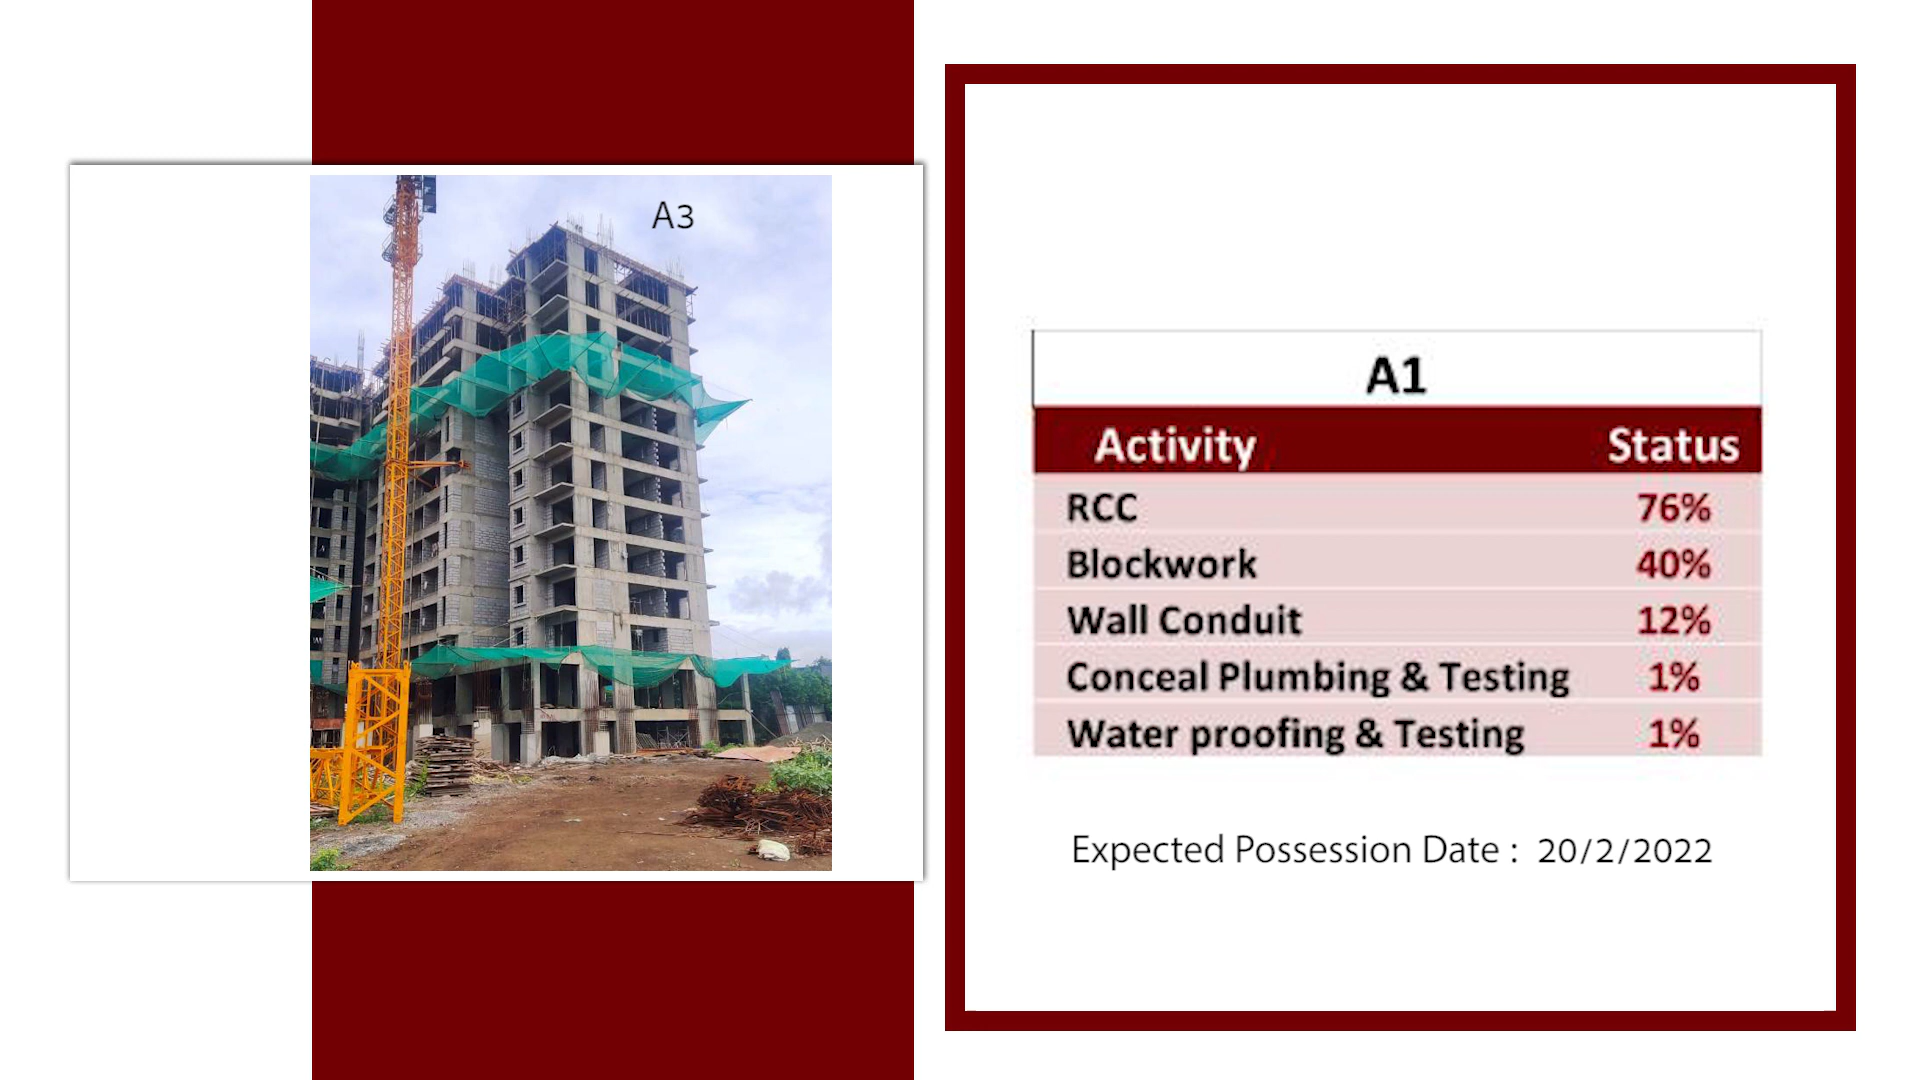 A3
A1
Activity Status
RCC 76%
Blockwork 40%
Wall Conduit 12%
Conceal Plumbing & Testing 1%
Water proofing & Testing 1%
Expected Possession Date : 20/2/2022